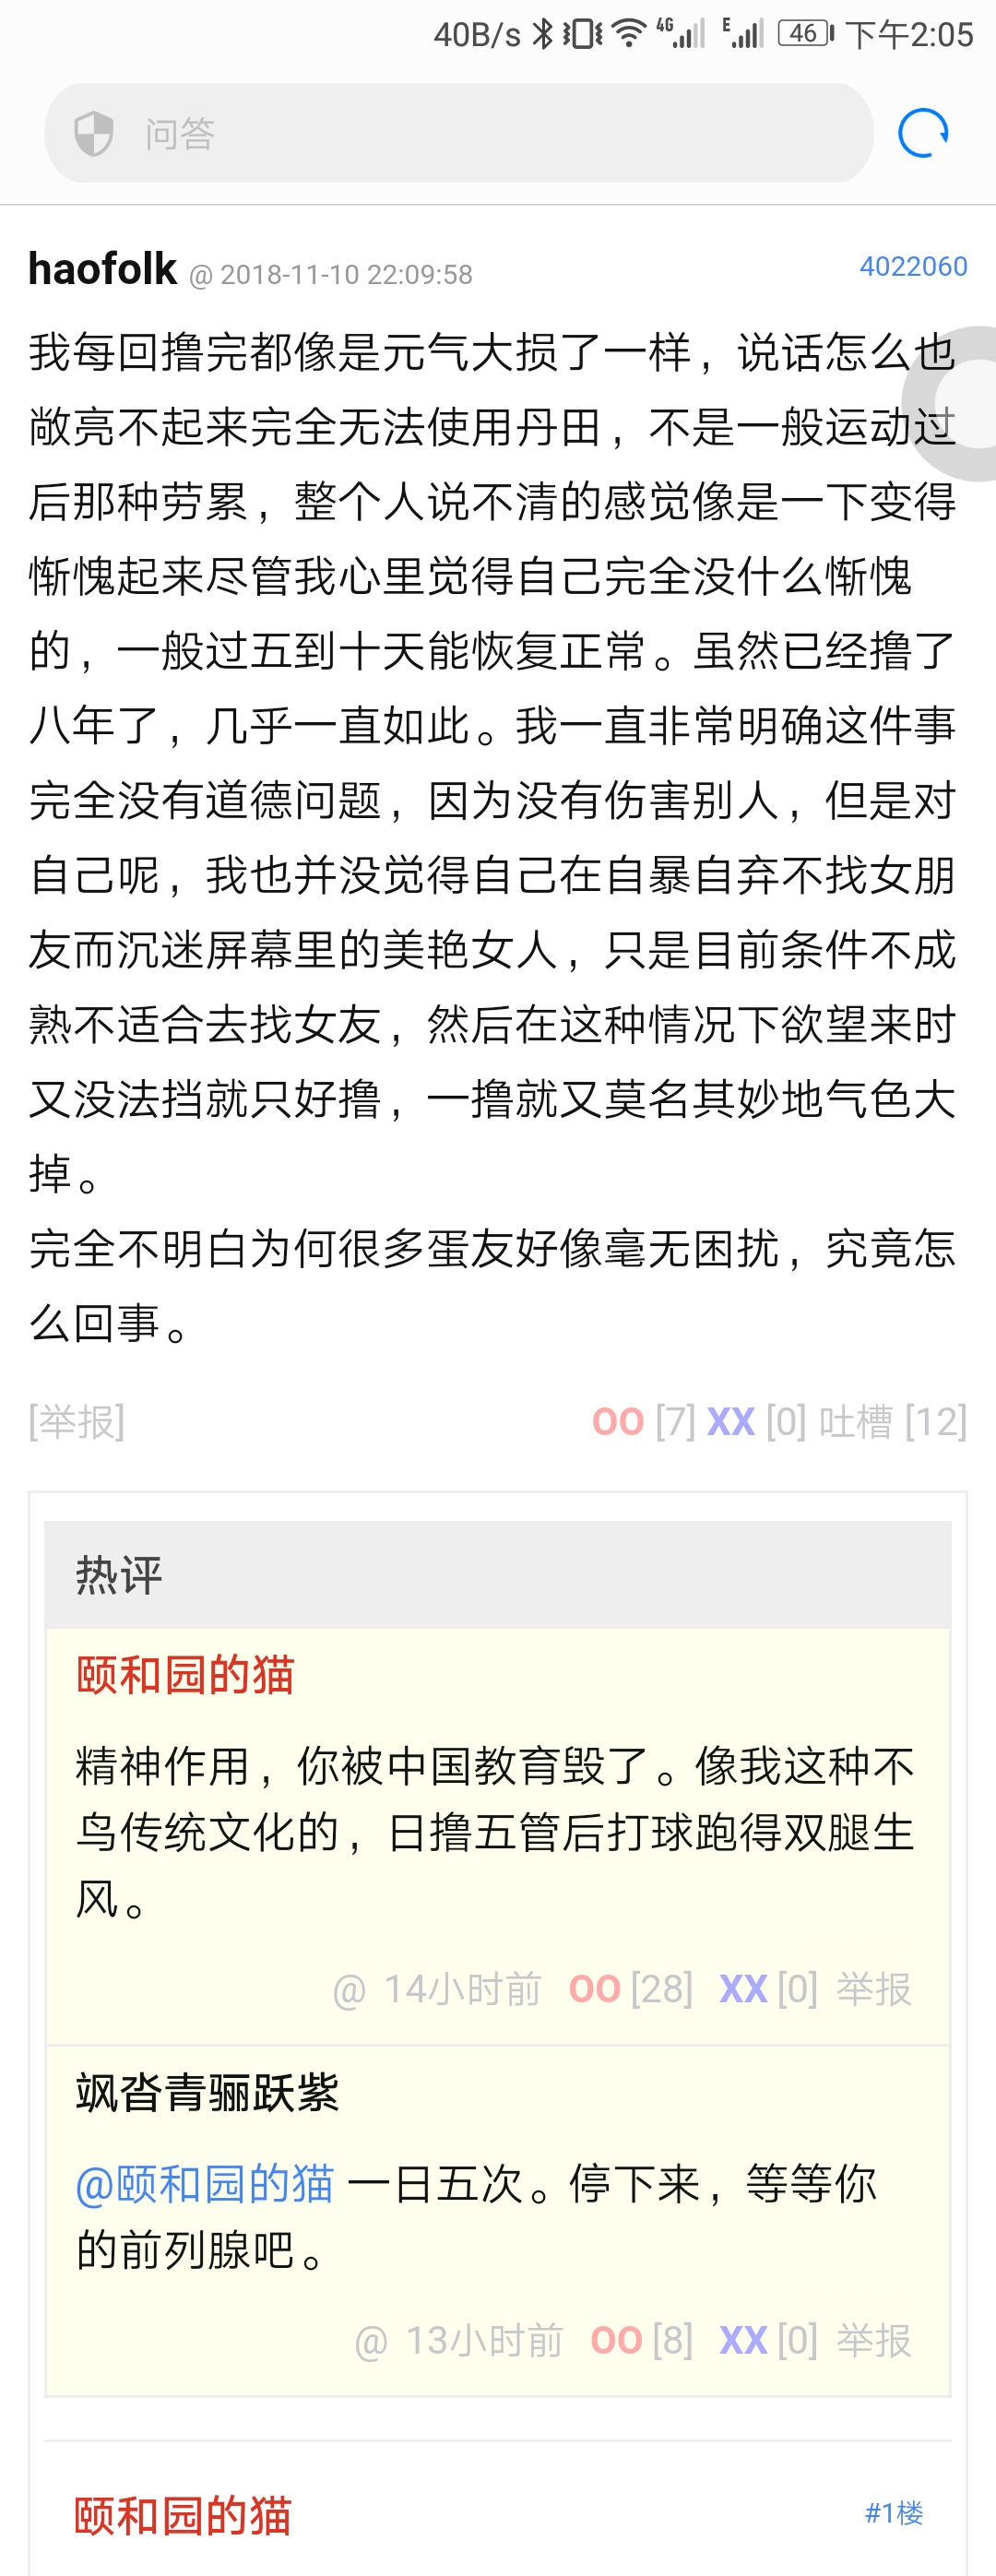 40B/s 4G E 46 下午2:05
问答
haofolk @ 2018-11-10 22:09:58 4022060
我每回撸完都像是元气大损了一样，说话怎么也
敞亮不起来完全无法使用丹田，不是一般运动过
后那种劳累，整个人说不清的感觉像是一下变得
惭愧起来尽管我心里觉得自己完全没什么惭愧
的，一般过五到十天能恢复正常。虽然已经撸了
八年了，几乎一直如此。我一直非常明确这件事
完全没有道德问题，因为没有伤害别人，但是对
自己呢，我也并没觉得自己在自暴自弃不找女朋
友而沉迷屏幕里的美艳女人，只是目前条件不成
熟不适合去找女友，然后在这种情况下欲望来时
又没法挡就只好撸，一撸就又莫名其妙地气色大
掉。
完全不明白为何很多蛋友好像毫无困扰，究竟怎
么回事。
[举报] OO [7] XX [0] 吐槽 [12]
热评
颐和园的猫
精神作用，你被中国教育毁了。像我这种不
鸟传统文化的，日撸五管后打球跑得双腿生
风。
@ 14小时前 OO [28] XX [0] 举报
飒沓青骊跃紫
@颐和园的猫 一日五次。停下来，等等你
的前列腺吧。
@ 13小时前 OO [8] XX [0] 举报
颐和园的猫 #1楼